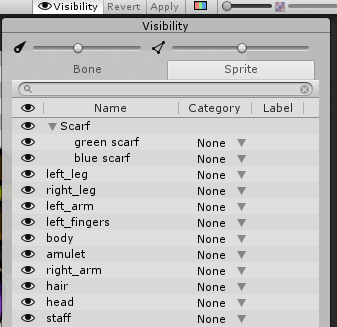 Visibility Revert Apply
Visibility
Bone Sprite
Name Category Label
Scarf
green scarf None
blue scarf None
left_leg None
right_leg None
left_arm None
left_fingers None
body None
amulet None
right_arm None
hair None
head None
staff None